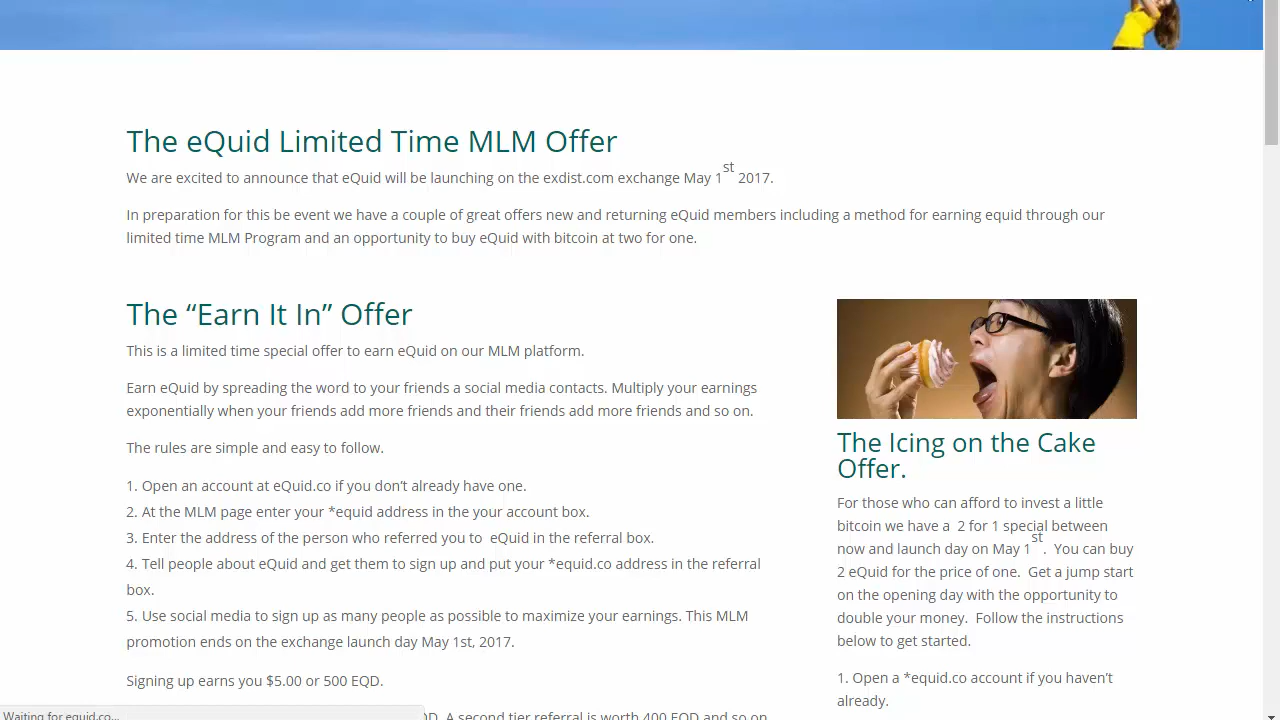 The eQuid Limited Time MLM Offer
We are excited to announce that eQuid will be launching on the exdist.com exchange May 1st 2017.
In preparation for this be event we have a couple of great offers new and returning eQuid members including a method for earning equid through our
limited time MLM Program and an opportunity to buy eQuid with bitcoin at two for one.
The “Earn It In” Offer
This is a limited time special offer to earn eQuid on our MLM platform.
Earn eQuid by spreading the word to your friends a social media contacts. Multiply your earnings
exponentially when your friends add more friends and their friends add more friends and so on.
The rules are simple and easy to follow.
1. Open an account at eQuid.co if you don’t already have one.
2. At the MLM page enter your *equid address in the your account box.
3. Enter the address of the person who referred you to  eQuid in the referral box.
4. Tell people about eQuid and get them to sign up and put your *equid.co address in the referral
box.
5. Use social media to sign up as many people as possible to maximize your earnings. This MLM
promotion ends on the exchange launch day May 1st, 2017.
Signing up earns you $5.00 or 500 EQD.
A second tier referral is worth 400 EQD and so on
The Icing on the Cake
Offer.
For those who can afford to invest a little
bitcoin we have a  2 for 1 special between
now and launch day on May 1st.  You can buy
2 eQuid for the price of one.  Get a jump start
on the opening day with the opportunity to
double your money.  Follow the instructions
below to get started.
1. Open a *equid.co account if you haven’t
already.
Waiting for equid.co...